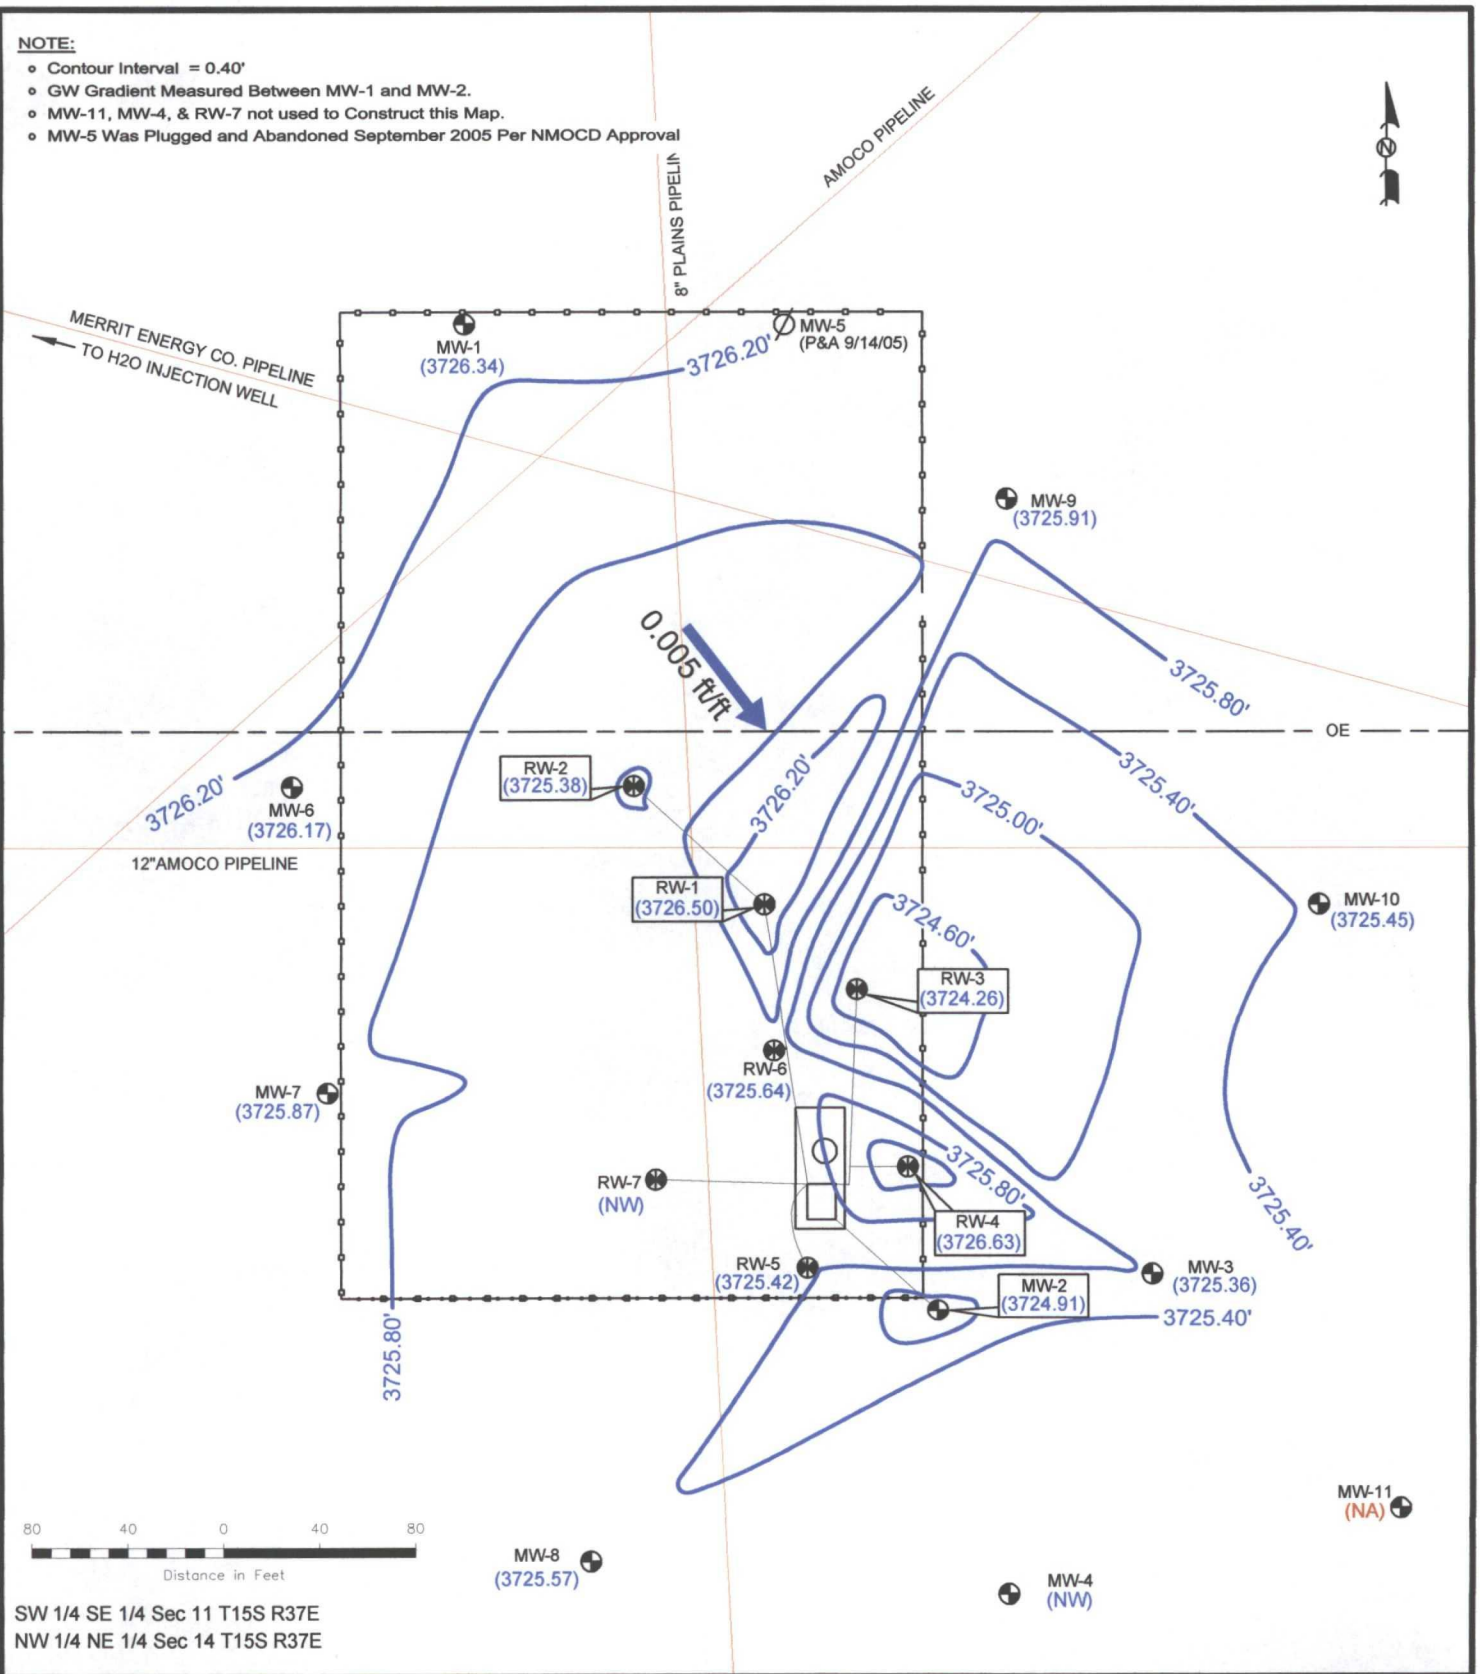 NOTE:
Contour Interval = 0.40'
GW Gradient Measured Between MW-1 and MW-2.
MW-11, MW-4, & RW-7 not used to Construct this Map.
MW-5 Was Plugged and Abandoned September 2005 Per NMOCD Approval
AMOCO PIPELINE
8" PLAINS PIPELIN
N
MERRIT ENERGY CO. PIPELINE
TO H2O INJECTION WELL
MW-1
(3726.34)
3726.20'
MW-5
(P&A 9/14/05)
MW-9
(3725.91)
0.005 ft/ft
3725.80'
OE
RW-2
(3725.38)
3726.20'
3725.40'
3726.20'
MW-6
(3726.17)
3725.00'
12"AMOCO PIPELINE
RW-1
(3726.50)
3724.60'
MW-10
(3725.45)
RW-3
(3724.26)
RW-6
(3725.64)
MW-7
(3725.87)
3725.80'
RW-7
(NW)
RW-4
(3726.63)
3725.40'
RW-5
(3725.42)
MW-3
(3725.36)
MW-2
(3724.91)
3725.40'
3725.80'
MW-11
(NA)
80 40 0 40 80
Distance in Feet
MW-8
(3725.57)
MW-4
(NW)
SW 1/4 SE 1/4 Sec 11 T15S R37E
NW 1/4 NE 1/4 Sec 14 T15S R37E